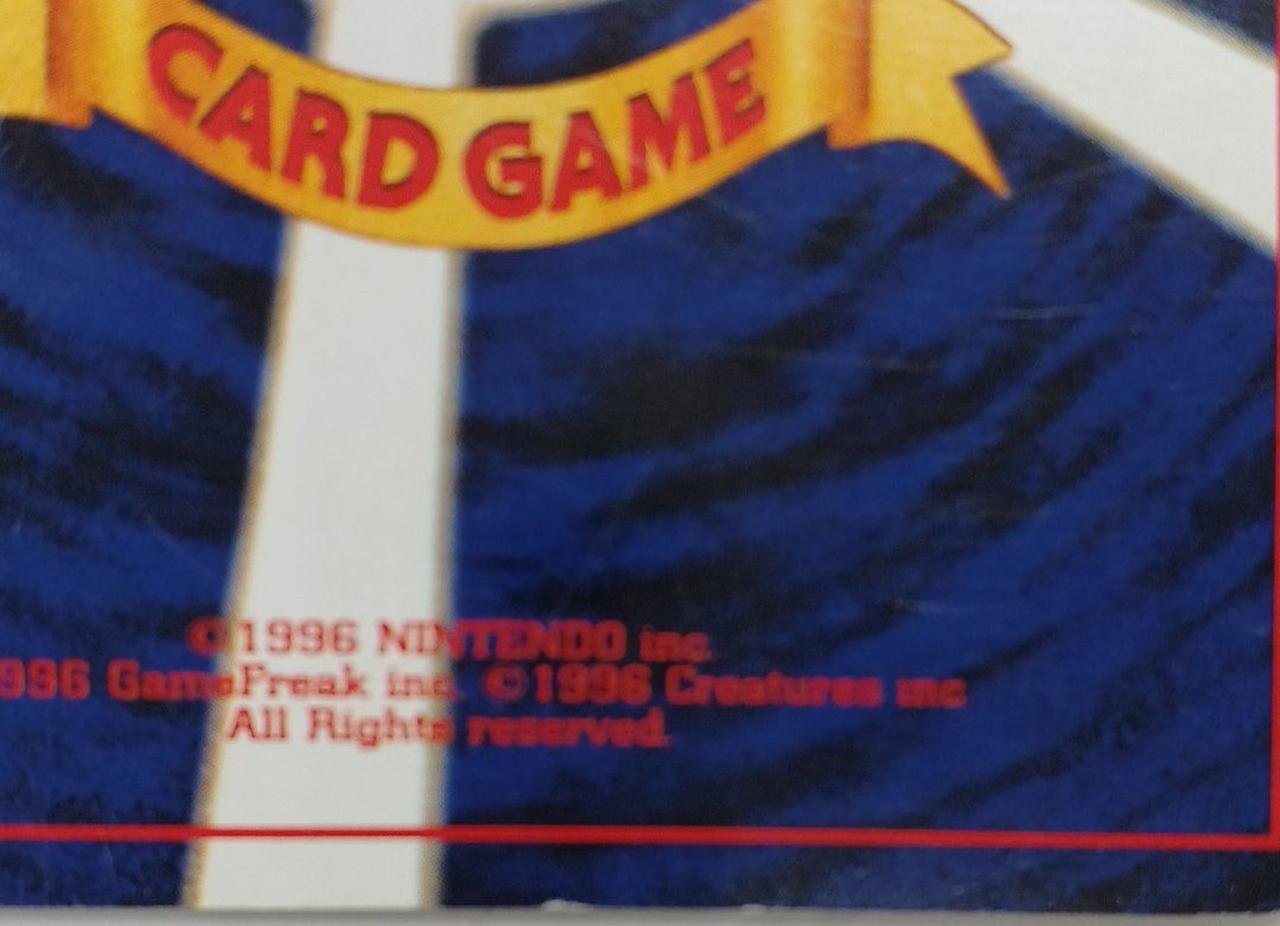 CARD GAME
©1996 NINTENDO inc.
996 GameFreak inc. ©1996 Creatures inc
All Rights reserved.